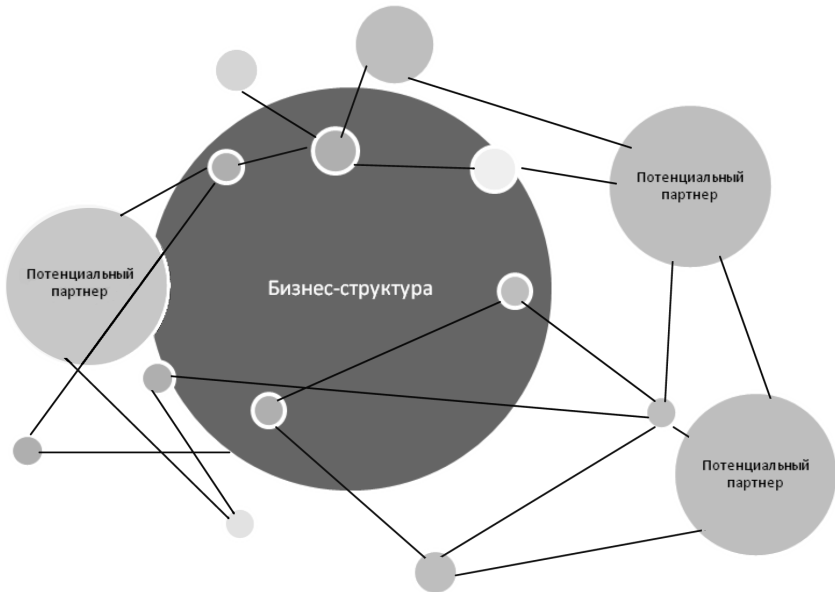 Потенциальный
партнер
Потенциальный
партнер
Бизнес-структура
Потенциальный
партнер